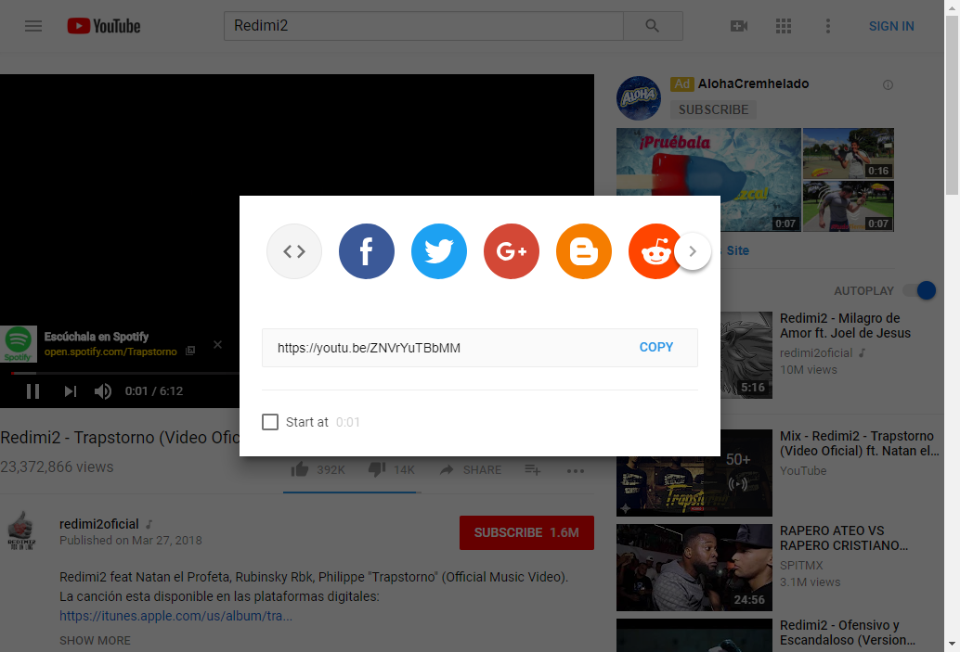 YouTube
Redimi2
SIGN IN
Ad AlohaCremhelado
SUBSCRIBE
ALOHA
¡Pruébala
0:16
0:07
0:07
Site
https://youtu.be/ZNVrYuTBbMM
COPY
Start at 0:01
Escúchala en Spotify
open.spotify.com/Trapstorno
Spotify
0:01 / 6:12
AUTOPLAY
Redimi2 - Milagro de
Amor ft. Joel de Jesus
redimi2oficial
10M views
5:16
Redimi2 - Trapstorno (Video Ofic
23,372,866 views
392K
14K
SHARE
Mix - Redimi2 - Trapstorno
(Video Oficial) ft. Natan el...
YouTube
50+
Trapstorno
redimi2oficial
Published on Mar 27, 2018
SUBSCRIBE 1.6M
Redimi2 feat Natan el Profeta, Rubinsky Rbk, Philippe "Trapstorno" (Official Music Video).
La canción esta disponible en las plataformas digitales:
https://itunes.apple.com/us/album/tra...
SHOW MORE
RAPERO ATEO VS
RAPERO CRISTIANO...
SPITMX
3.1M views
24:56
Redimi2 - Ofensivo y
Escandaloso (Version...